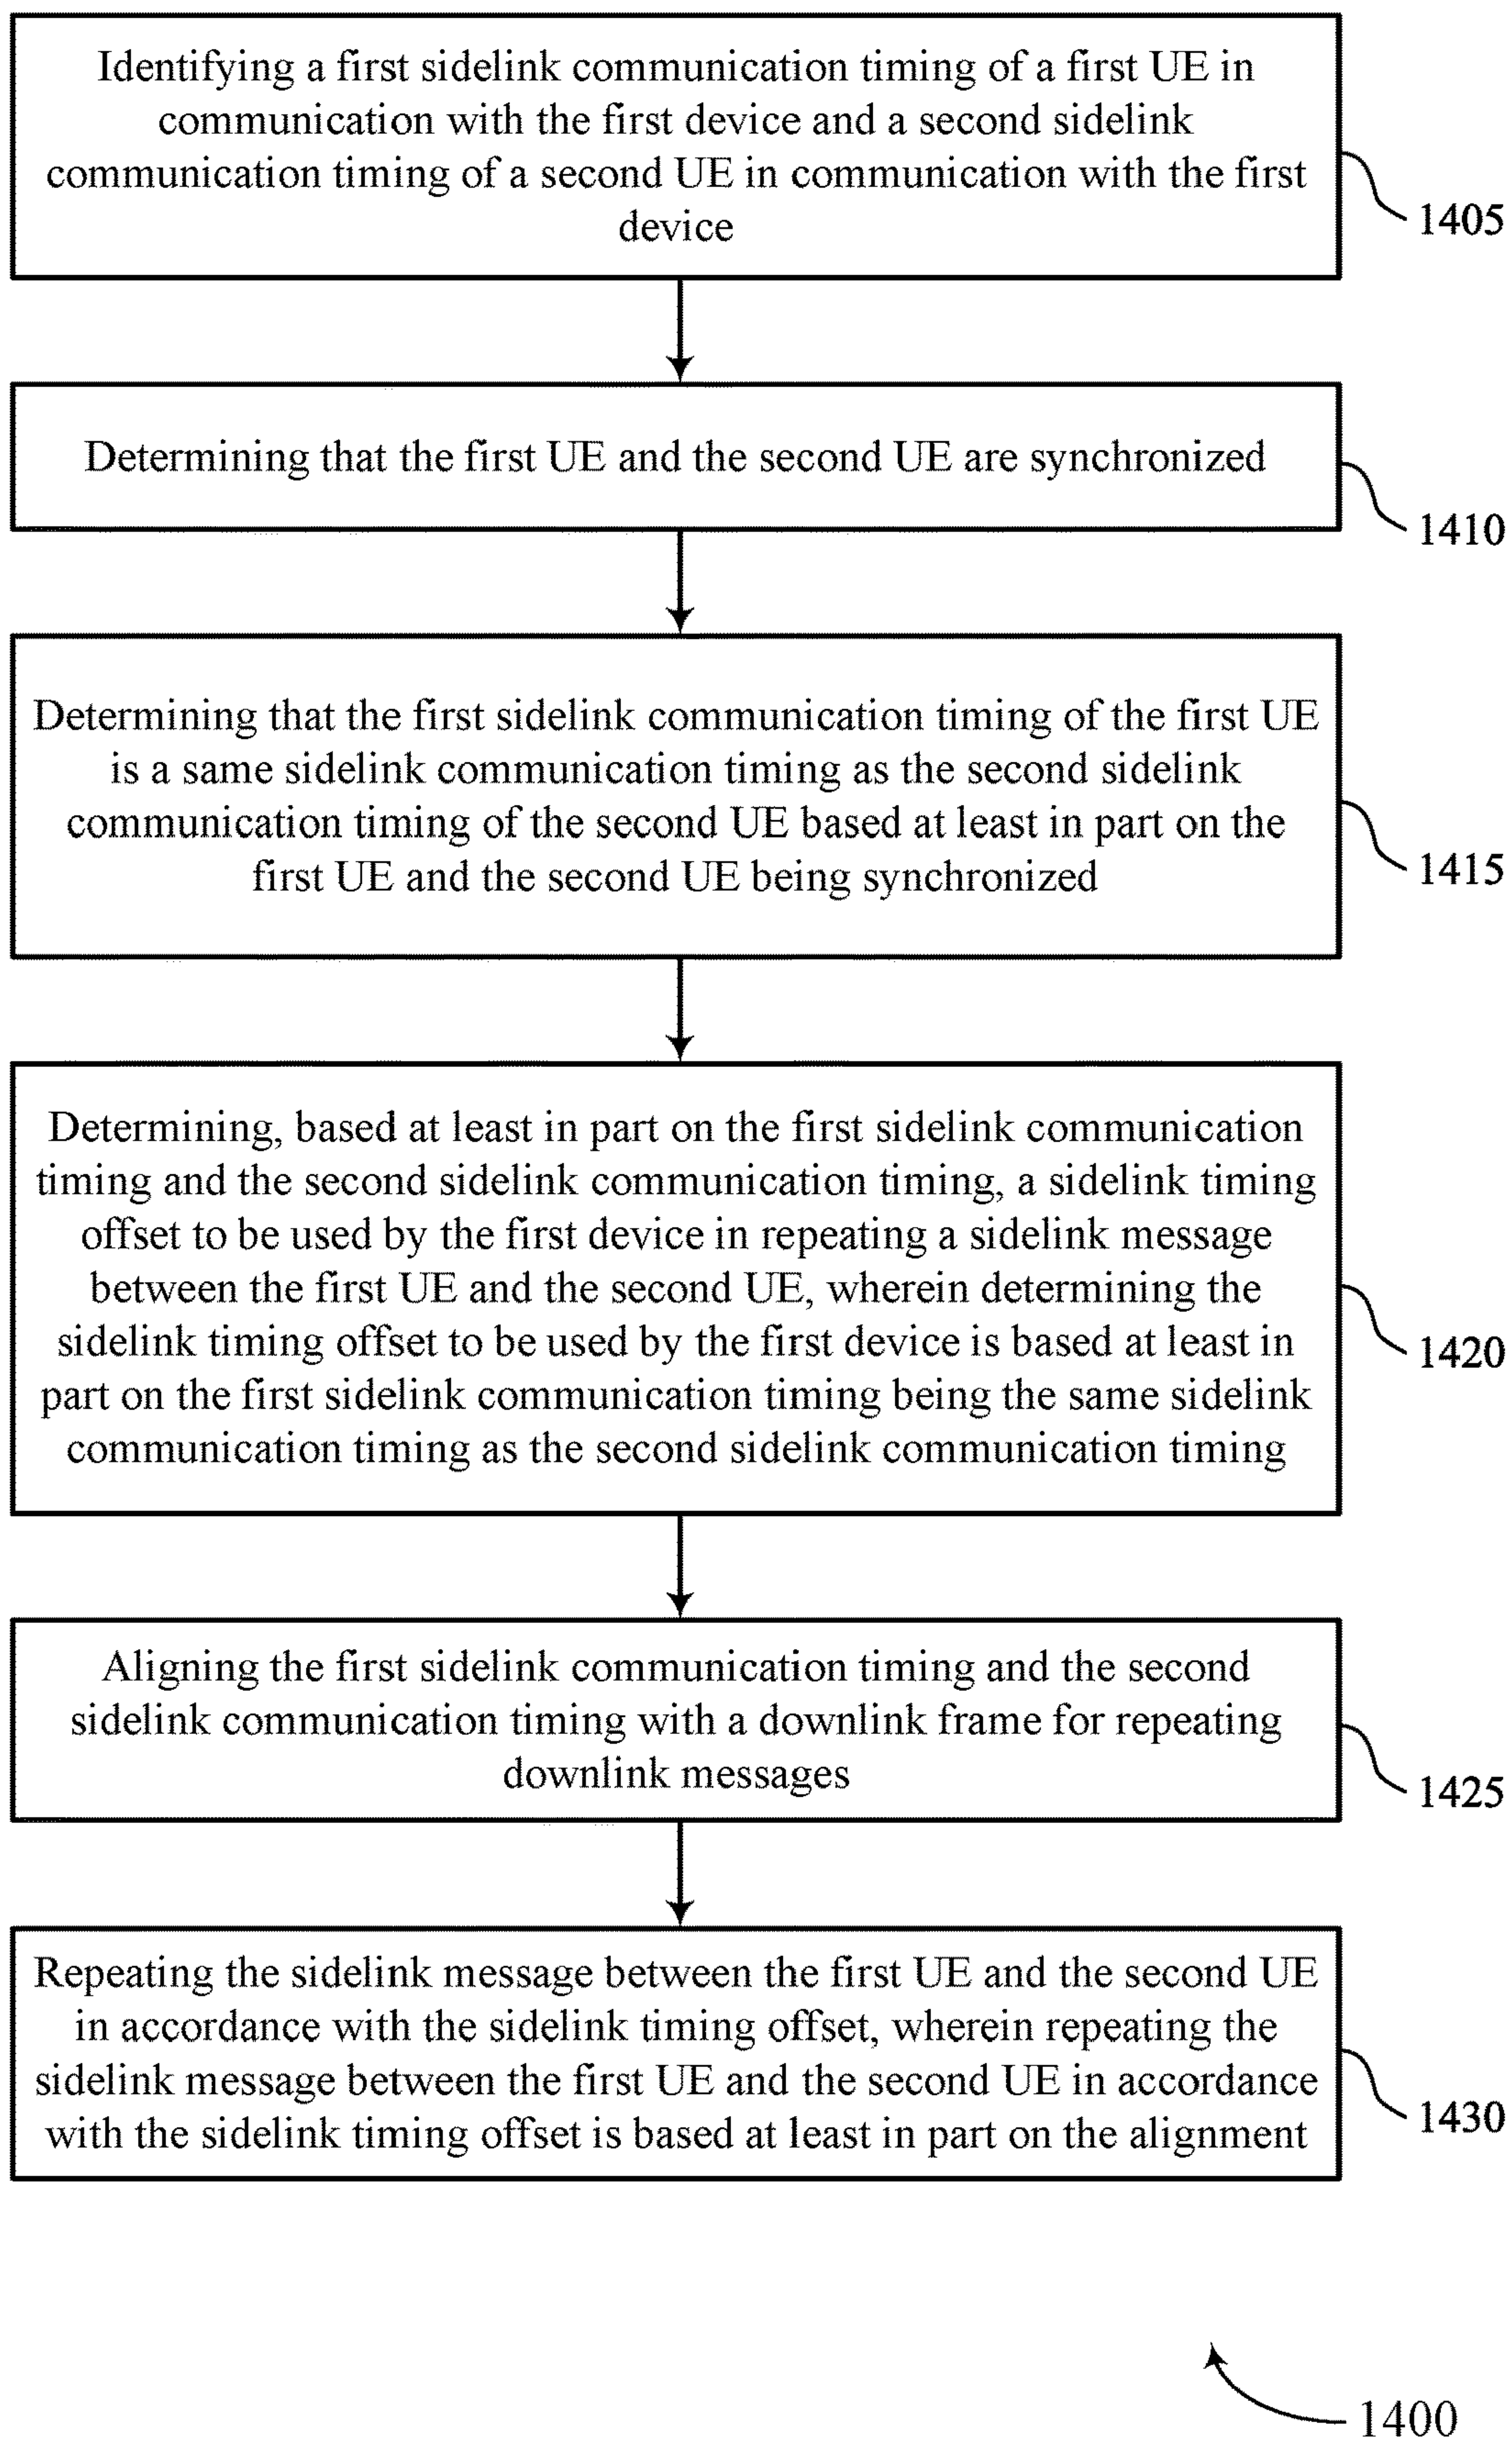 Identifying a first sidelink communication timing of a first UE in
communication with the first device and a second sidelink
communication timing of a second UE in communication with the first
device
1405
Determining that the first UE and the second UE are synchronized
1410
Determining that the first sidelink communication timing of the first UE
is a same sidelink communication timing as the second sidelink
communication timing of the second UE based at least in part on the
first UE and the second UE being synchronized
1415
Determining, based at least in part on the first sidelink communication
timing and the second sidelink communication timing, a sidelink timing
offset to be used by the first device in repeating a sidelink message
between the first UE and the second UE, wherein determining the
sidelink timing offset to be used by the first device is based at least in
part on the first sidelink communication timing being the same sidelink
communication timing as the second sidelink communication timing
1420
Aligning the first sidelink communication timing and the second
sidelink communication timing with a downlink frame for repeating
downlink messages
1425
Repeating the sidelink message between the first UE and the second UE
in accordance with the sidelink timing offset, wherein repeating the
sidelink message between the first UE and the second UE in accordance
with the sidelink timing offset is based at least in part on the alignment
1430
1400